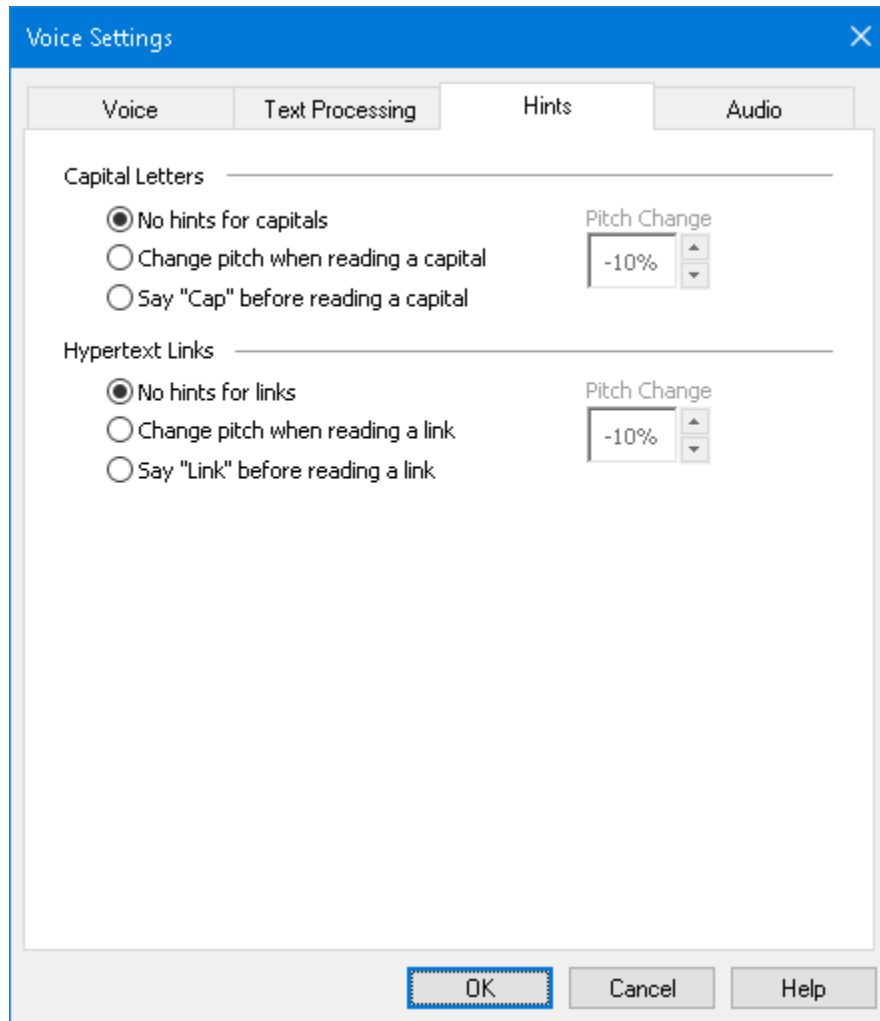 Voice Settings
Voice Text Processing Hints Audio
Capital Letters
No hints for capitals
Pitch Change
Change pitch when reading a capital
-10%
Say "Cap" before reading a capital
Hypertext Links
No hints for links
Pitch Change
Change pitch when reading a link
-10%
Say "Link" before reading a link
OK Cancel Help